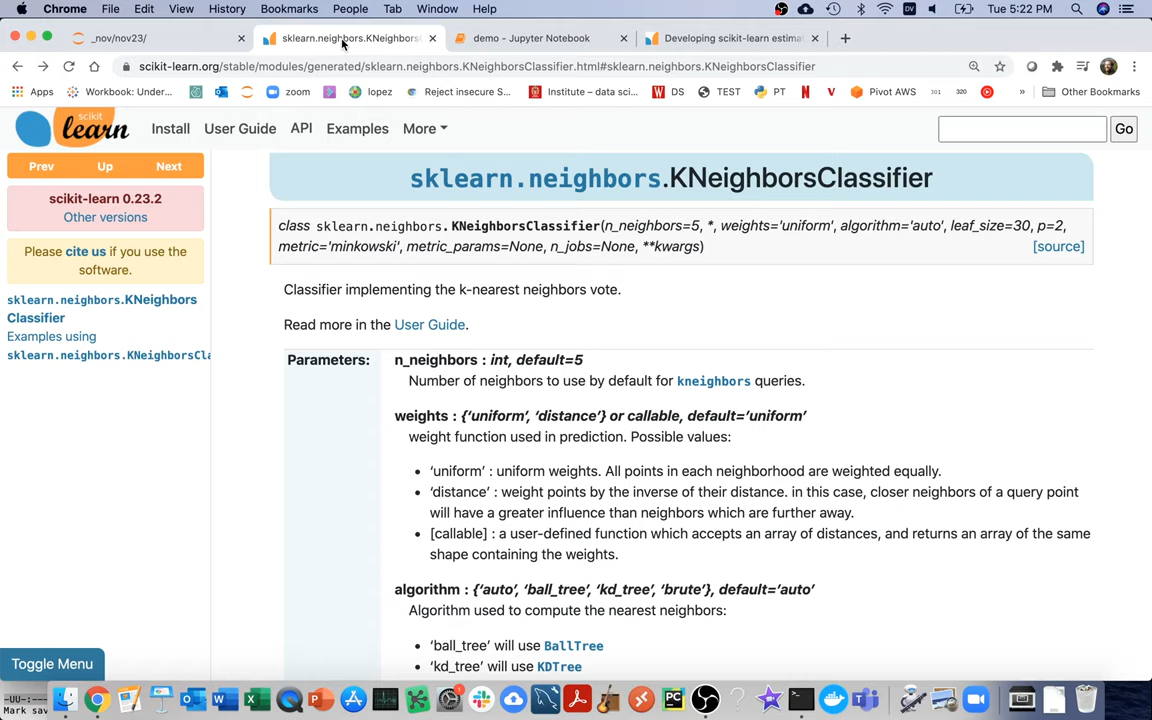 Chrome File Edit View History Bookmarks People Tab Window Help DV Tue 5:22 PM
_nov/nov23/ sklearn.neighbors.KNeighbors demo - Jupyter Notebook Developing scikit-learn estima
scikit-learn.org/stable/modules/generated/sklearn.neighbors.KNeighborsClassifier.html#sklearn.neighbors.KNeighborsClassifier
Apps Workbook: Under... zoom lopez Reject insecure S... Institute – data sci... DS TEST PT Pivot AWS 301 320 » Other Bookmarks
scikit learn Install User Guide API Examples More Go
Prev Up Next
scikit-learn 0.23.2
Other versions
Please cite us if you use the
software.
sklearn.neighbors.KNeighbors
Classifier
Examples using
sklearn.neighbors.KNeighborsCla
sklearn.neighbors.KNeighborsClassifier
class sklearn.neighbors.KNeighborsClassifier(n_neighbors=5, *, weights='uniform', algorithm='auto', leaf_size=30, p=2,
metric='minkowski', metric_params=None, n_jobs=None, **kwargs) [source]
Classifier implementing the k-nearest neighbors vote.
Read more in the User Guide.
Parameters: n_neighbors : int, default=5
Number of neighbors to use by default for kneighbors queries.
weights : {‘uniform’, ‘distance’} or callable, default=’uniform’
weight function used in prediction. Possible values:
• ‘uniform’ : uniform weights. All points in each neighborhood are weighted equally.
• ‘distance’ : weight points by the inverse of their distance. in this case, closer neighbors of a query point
will have a greater influence than neighbors which are further away.
• [callable] : a user-defined function which accepts an array of distances, and returns an array of the same
shape containing the weights.
algorithm : {‘auto’, ‘ball_tree’, ‘kd_tree’, ‘brute’}, default=’auto’
Algorithm used to compute the nearest neighbors:
• ‘ball_tree’ will use BallTree
• ‘kd_tree’ will use KDTree
Toggle Menu
-UU-:----
Mark sav